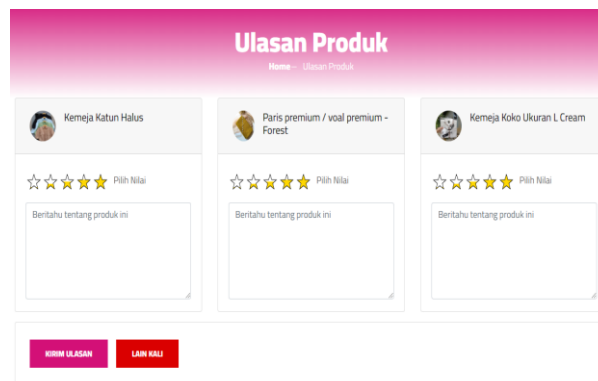 Ulasan Produk
Home – Ulasan Produk
Kemeja Katun Halus
Pilih Nilai
Beritahu tentang produk ini
Paris premium / voal premium -
Forest
Pilih Nilai
Beritahu tentang produk ini
Kemeja Koko Ukuran L Cream
Pilih Nilai
Beritahu tentang produk ini
KIRIM ULASAN
LAIN KALI